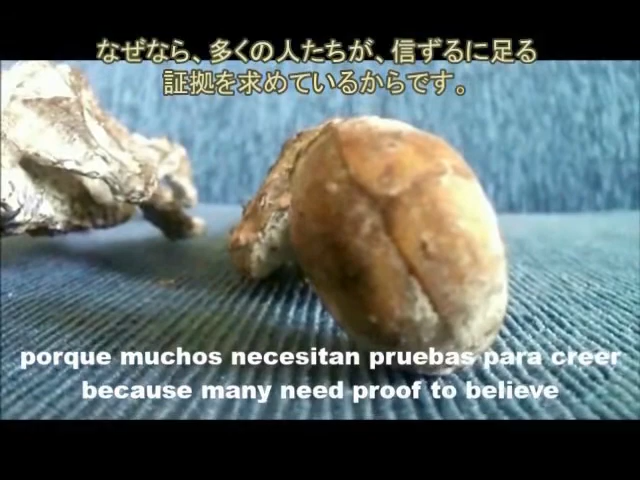 なぜなら、多くの人たちが、信ずるに足る
証拠を求めているからです。
porque muchos necesitan pruebas para creer
because many need proof to believe